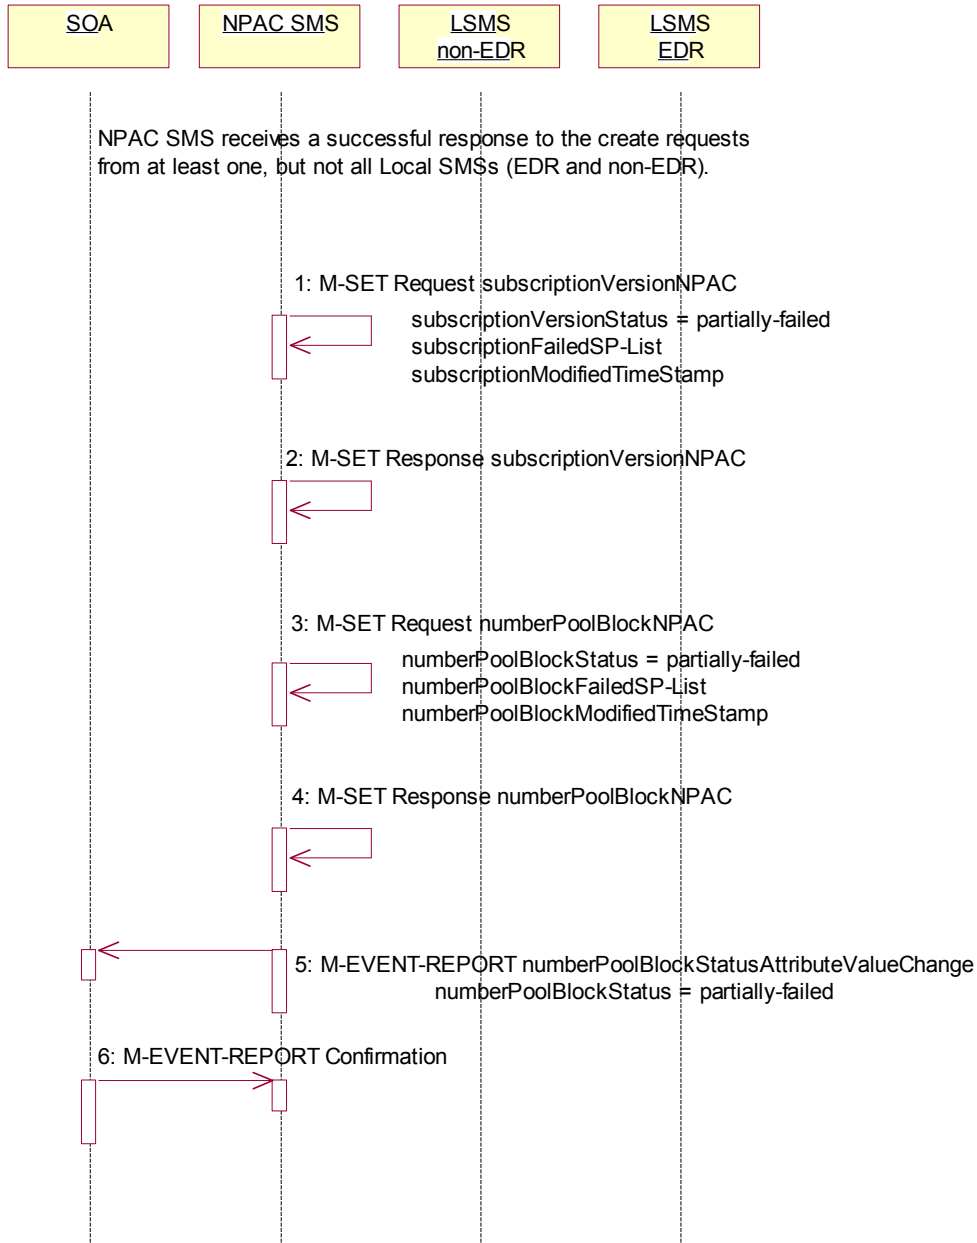 SOA
NPAC SMS
LSMS
non-EDR
LSMS
EDR
NPAC SMS receives a successful response to the create requests
from at least one, but not all Local SMSs (EDR and non-EDR).
1: M-SET Request subscriptionVersionNPAC
subscriptionVersionStatus = partially-failed
subscriptionFailedSP-List
subscriptionModifiedTimeStamp
2: M-SET Response subscriptionVersionNPAC
3: M-SET Request numberPoolBlockNPAC
numberPoolBlockStatus = partially-failed
numberPoolBlockFailedSP-List
numberPoolBlockModifiedTimeStamp
4: M-SET Response numberPoolBlockNPAC
5: M-EVENT-REPORT numberPoolBlockStatusAttributeValueChange
numberPoolBlockStatus = partially-failed
6: M-EVENT-REPORT Confirmation